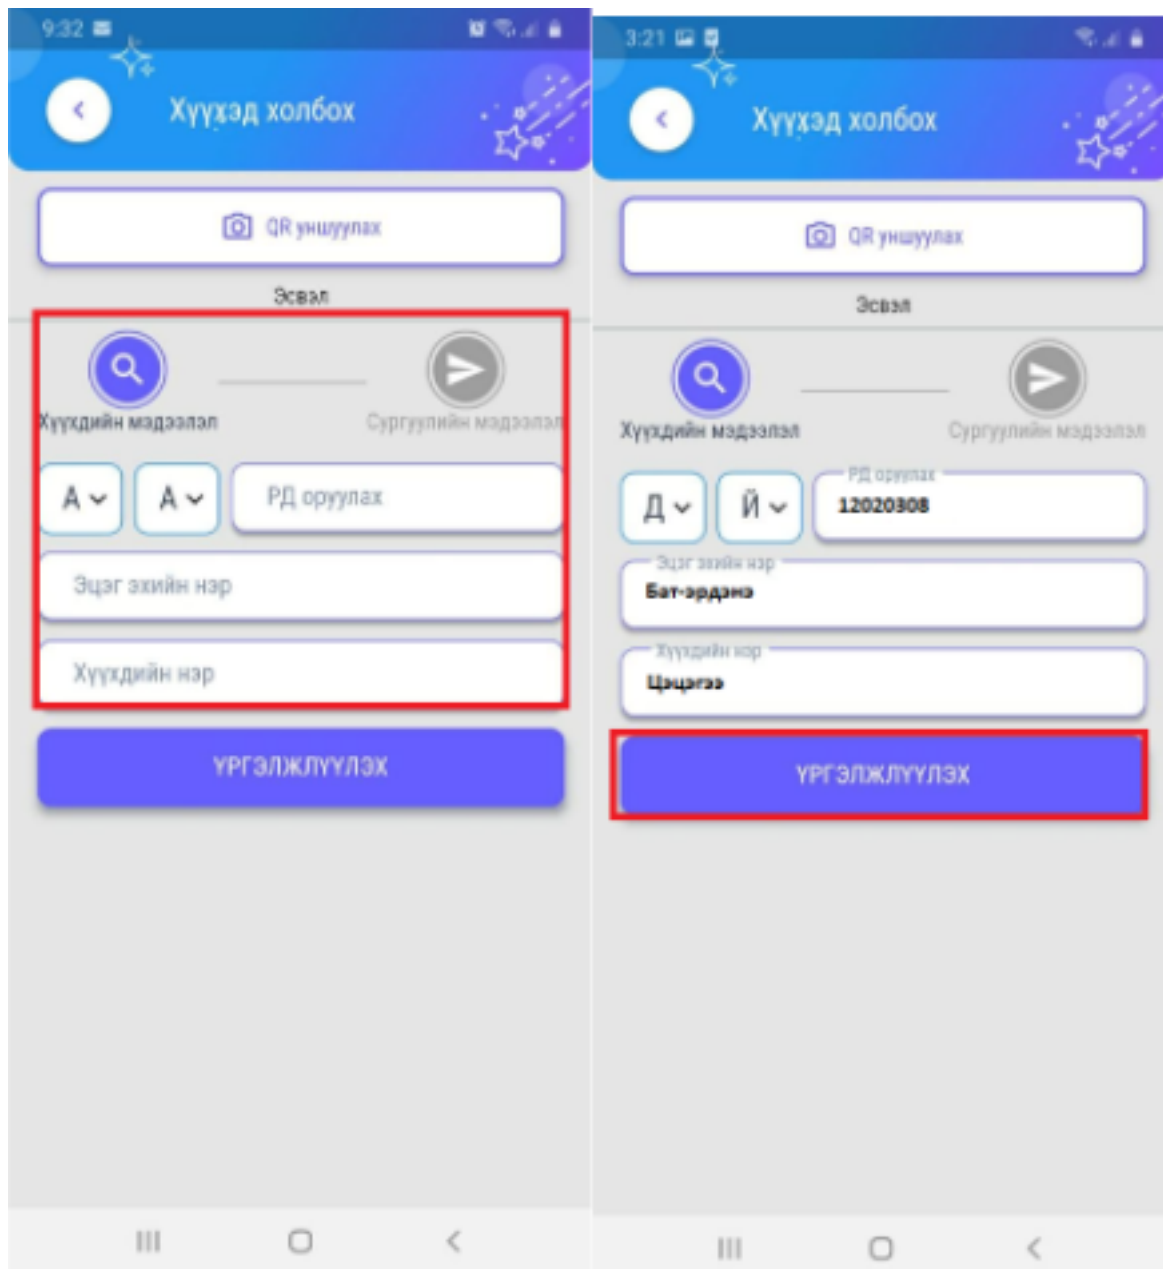 9:32
Хүүхэд холбох
QR уншуулах
Эсвэл
Хүүхдийн мэдээлэл
Сургуулийн мэдээлэл
А А РД оруулах
Эцэг эхийн нэр
Хүүхдийн нэр
ҮРГЭЛЖЛҮҮЛЭХ
3:21
Хүүхэд холбох
QR уншуулах
Эсвэл
Хүүхдийн мэдээлэл
Сургуулийн мэдээлэл
РД оруулах
Д Й 12020308
Эцэг эхийн нэр
Бат-эрдэнэ
Хүүхдийн нэр
Цэцэгээ
ҮРГЭЛЖЛҮҮЛЭХ